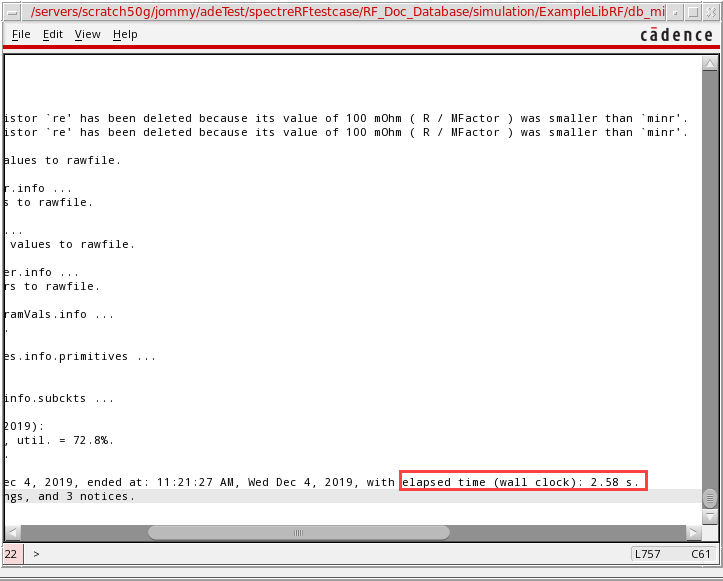 /servers/scratch50g/jommy/adeTest/spectreRFtestcase/RF_Doc_Database/simulation/ExampleLibRF/db_mi
File Edit View Help cādence
istor `re' has been deleted because its value of 100 mOhm ( R / MFactor ) was smaller than `minr'.
istor `re' has been deleted because its value of 100 mOhm ( R / MFactor ) was smaller than `minr'.
alues to rawfile.
r.info ...
s to rawfile.
...
values to rawfile.
er.info ...
rs to rawfile.
ramVals.info ...
.
es.info.primitives ...
info.subckts ...
2019):
, util. = 72.8%.
.
ec 4, 2019, ended at: 11:21:27 AM, Wed Dec 4, 2019, with elapsed time (wall clock): 2.58 s.
ngs, and 3 notices.
22 > L757 C61